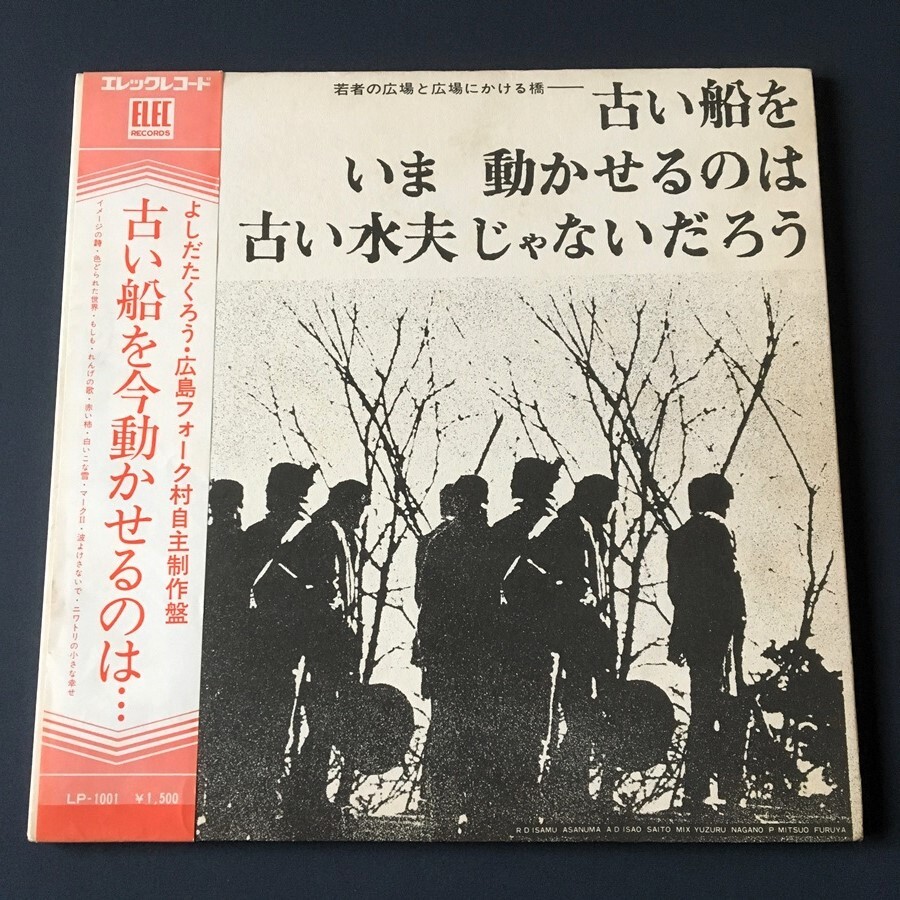 エレックレコード
ELEC
RECORDS
よしだたくろう・広島フォーク村自主制作盤
古い船を今動かせるのは…
イメージの詩・色どられた世界・もしも・れんげの歌・赤い柿・白いこな雪・マークⅡ・波よけさないで・ニワトリの小さな幸せ
LP-1001 ¥1,500
若者の広場と広場にかける橋——
古い船を
いま 動かせるのは
古い水夫じゃないだろう
R D ISAMU ASANUMA A D ISAO SAITO MIX YUZURU NAGANO P MITSUO FURUYA